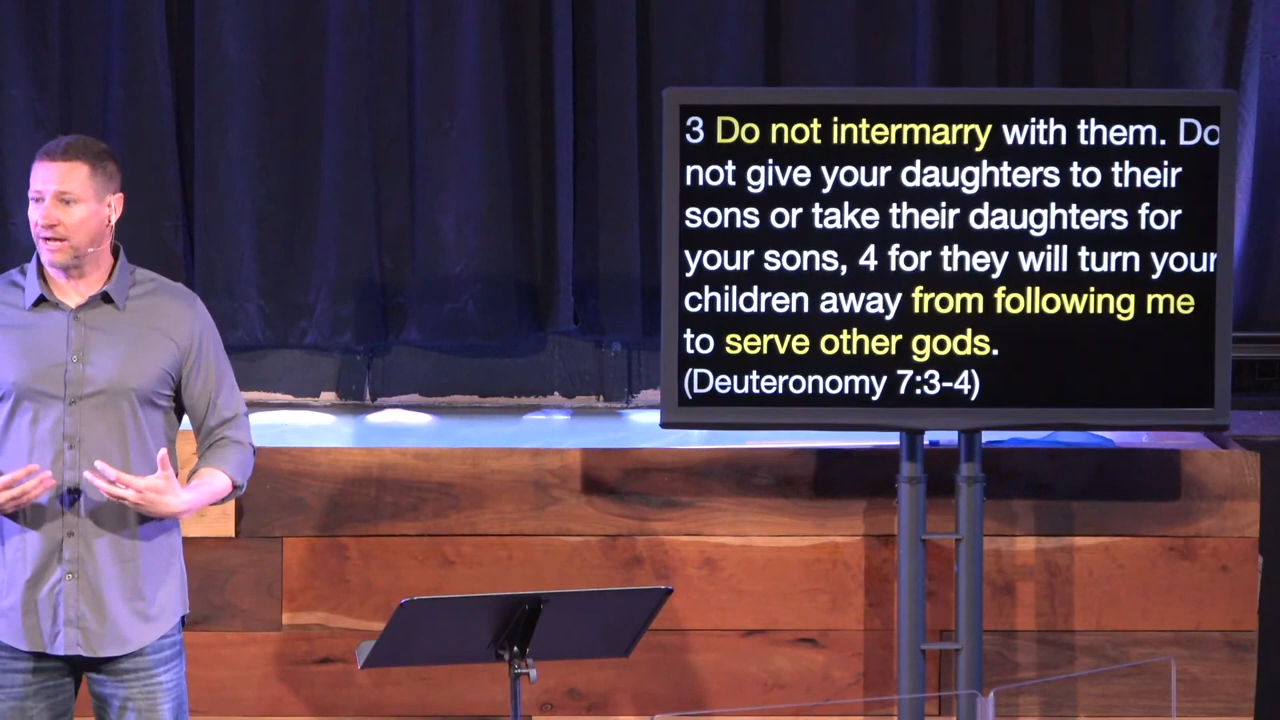 3 Do not intermarry with them. Do
not give your daughters to their
sons or take their daughters for
your sons, 4 for they will turn your
children away from following me
to serve other gods.
(Deuteronomy 7:3-4)